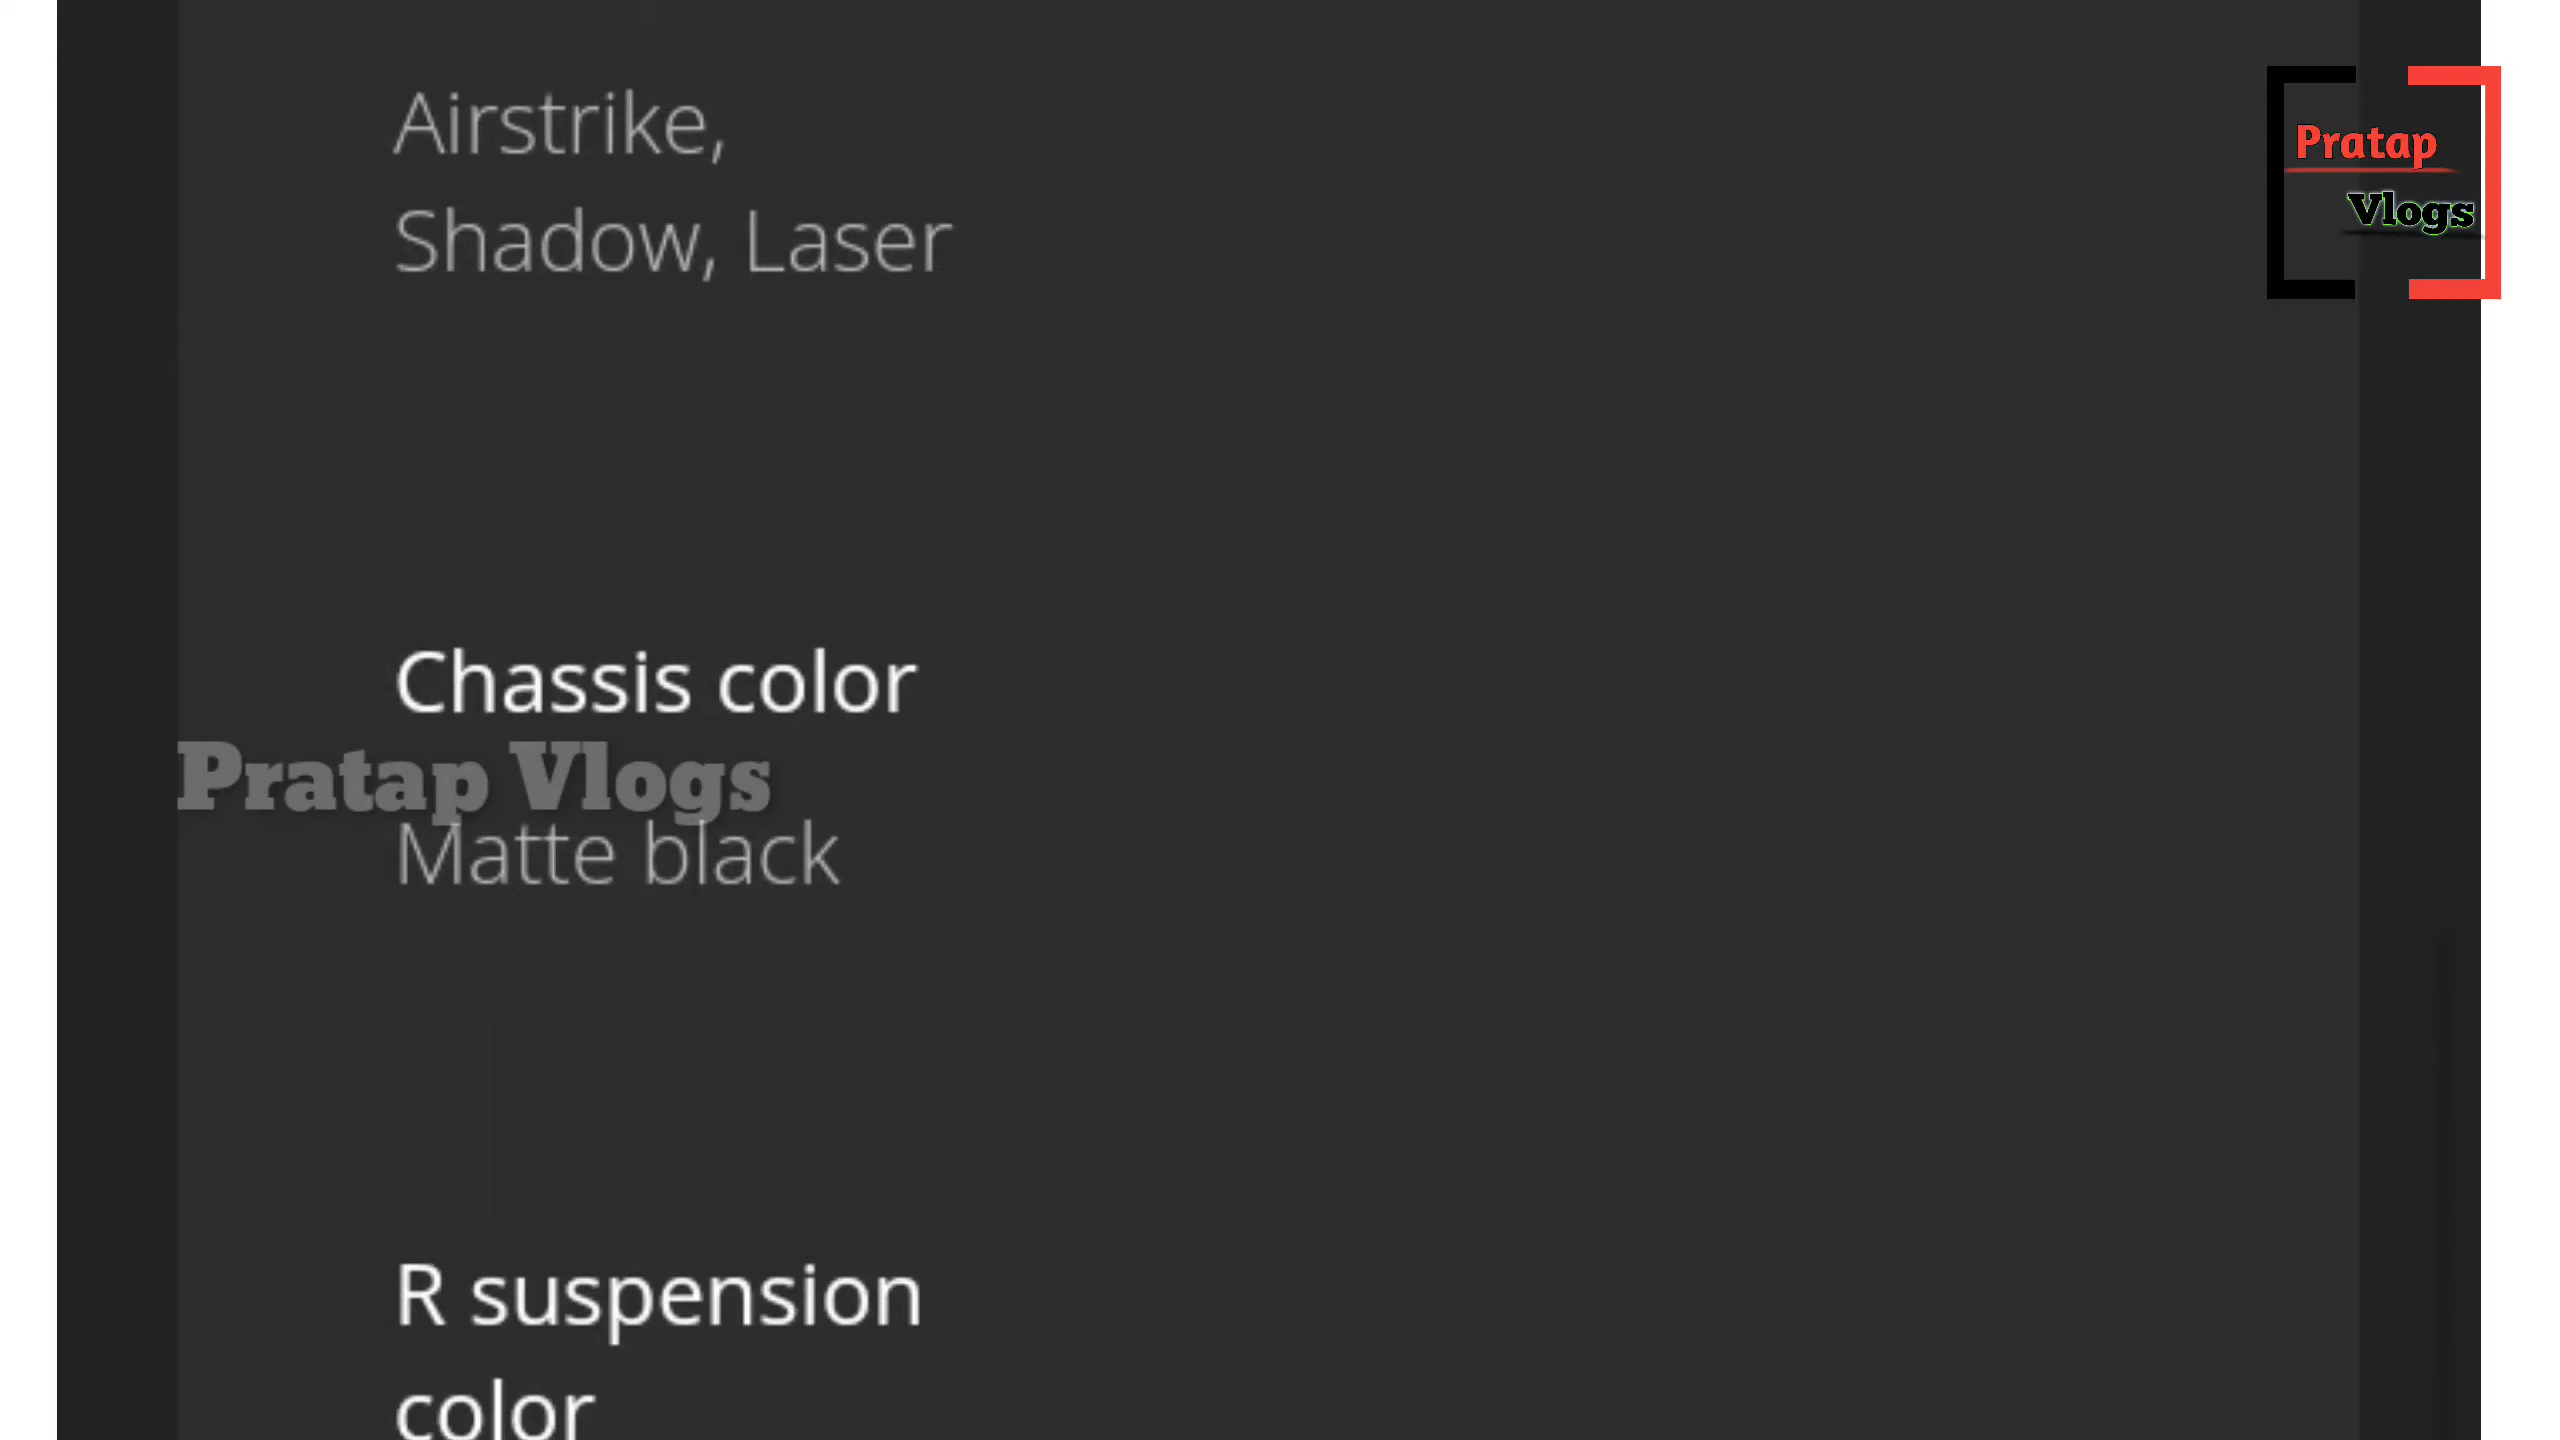 Airstrike,
Shadow, Laser
Pratap
Vlogs
Chassis color
Pratap Vlogs
Matte black
R suspension
color